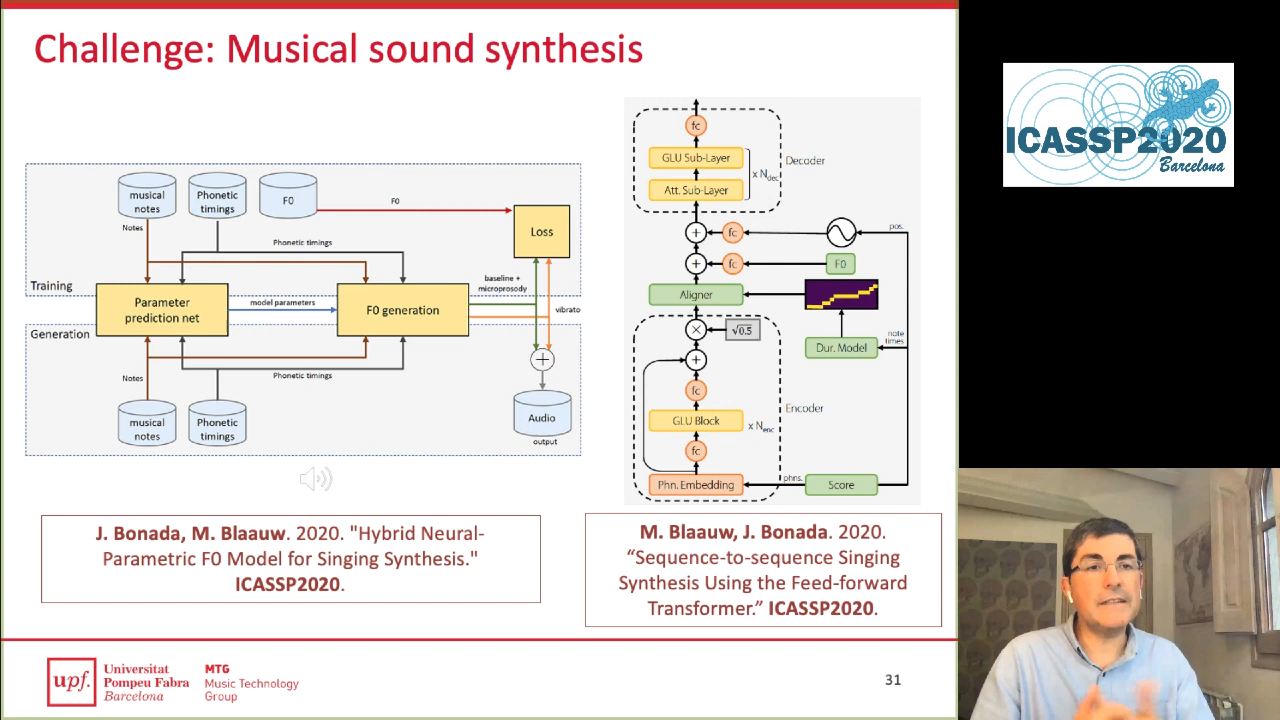 Challenge: Musical sound synthesis
musical
notes
Phonetic
timings
F0
F0
Loss
Notes
Phonetic timings
Training
baseline +
microprosody
Parameter
prediction net
model parameters
F0 generation
vibrato
Generation
+
Notes
Phonetic timings
musical
notes
Phonetic
timings
Audio
output
fc
GLU Sub-Layer
Decoder
x Ndec
Att. Sub-Layer
+
fc
pos.
+
fc
F0
Aligner
×
√0.5
note
times
Dur. Model
+
fc
Encoder
GLU Block
x Nenc
fc
Phn. Embedding
phns.
Score
J. Bonada, M. Blaauw. 2020. "Hybrid Neural-
Parametric F0 Model for Singing Synthesis."
ICASSP2020.
M. Blaauw, J. Bonada. 2020.
“Sequence-to-sequence Singing
Synthesis Using the Feed-forward
Transformer.” ICASSP2020.
upf.
Universitat
Pompeu Fabra
Barcelona
MTG
Music Technology
Group
31
ICASSP2020
Barcelona